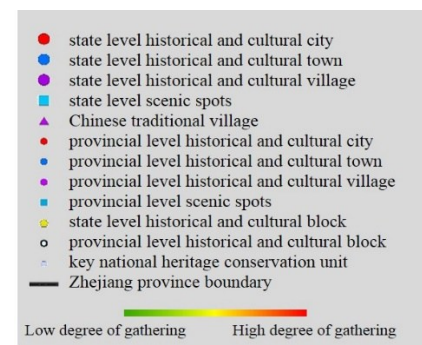 state level historical and cultural city
state level historical and cultural town
state level historical and cultural village
state level scenic spots
Chinese traditional village
provincial level historical and cultural city
provincial level historical and cultural town
provincial level historical and cultural village
provincial level scenic spots
state level historical and cultural block
provincial level historical and cultural block
key national heritage conservation unit
Zhejiang province boundary
Low degree of gathering High degree of gathering